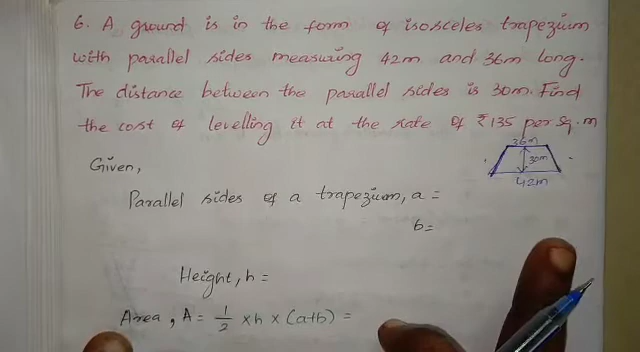 6. A ground is in the form of isosceles trapezium
with parallel sides measuring 42m and 36m long.
The distance between the parallel sides is 30m. Find
the cost of levelling it at the rate of ₹135 per sq.m
36m
30m
42m
Given,
Parallel sides of a trapezium, a =
b=
Height, h =
Area, A = 1/2 × h × (a+b) =